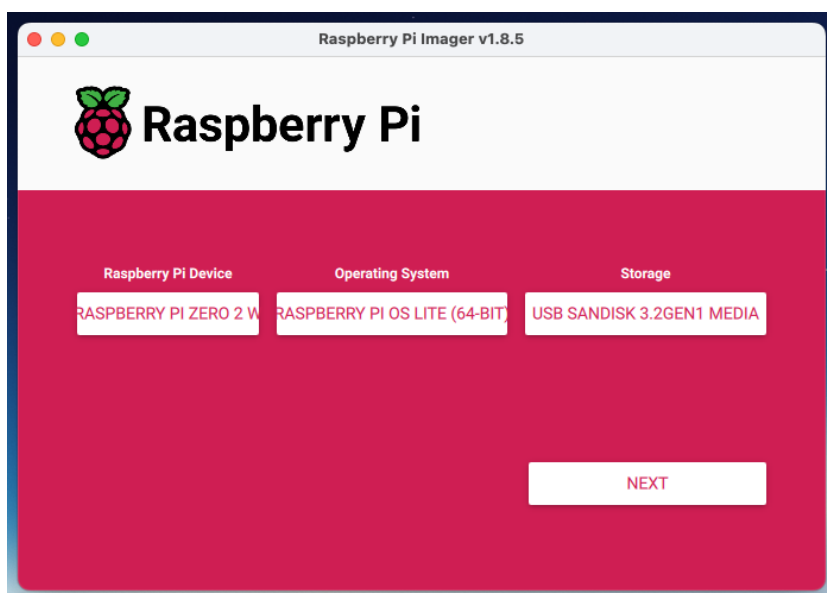 Raspberry Pi Imager v1.8.5
Raspberry Pi
Raspberry Pi Device
Operating System
Storage
RASPBERRY PI ZERO 2 W
RASPBERRY PI OS LITE (64-BIT)
USB SANDISK 3.2GEN1 MEDIA
NEXT